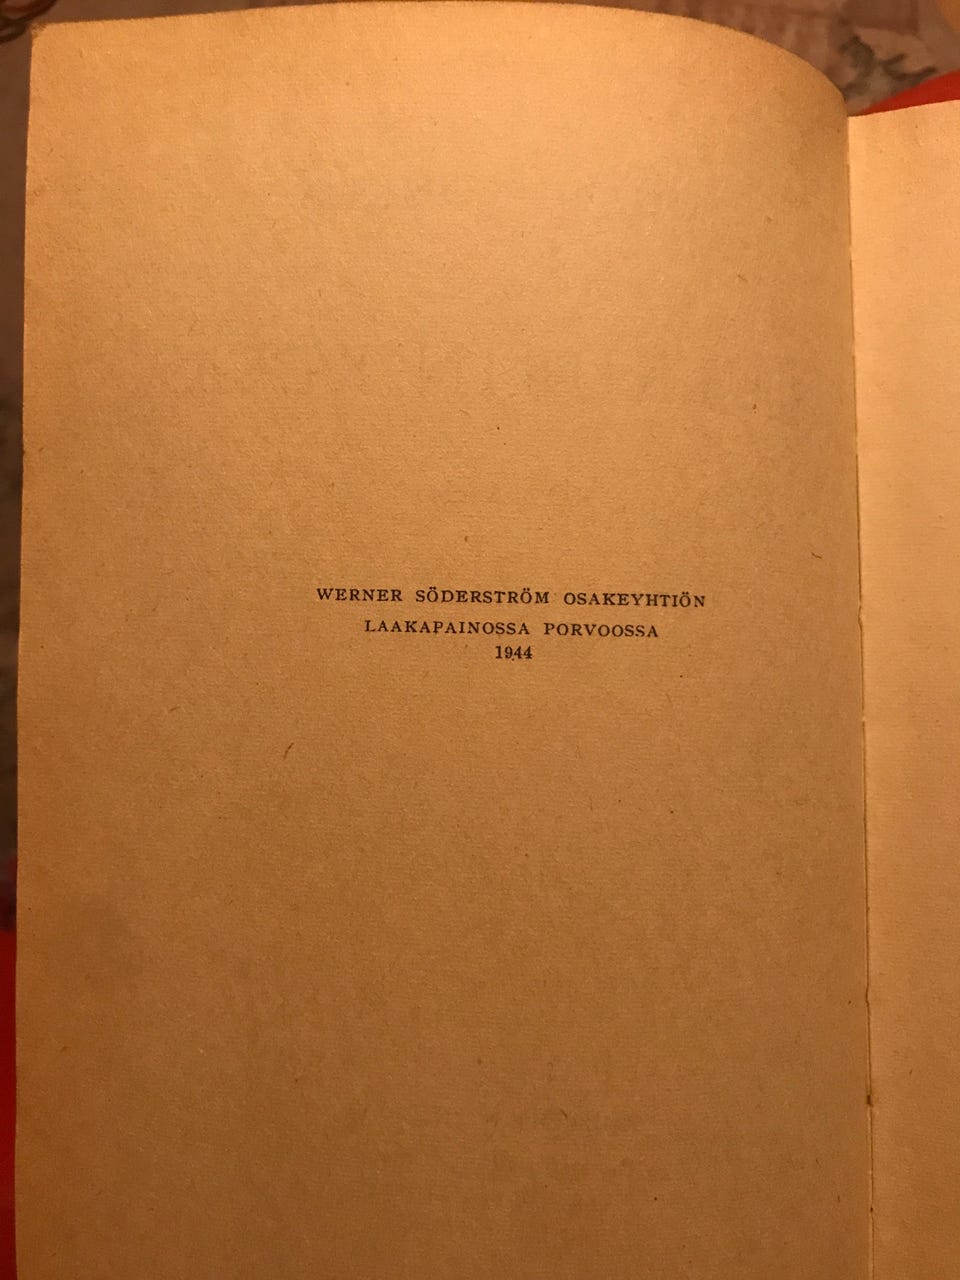 WERNER SÖDERSTRÖM OSAKEYHTIÖN
LAAKAPAINOSSA PORVOOSSA
1944